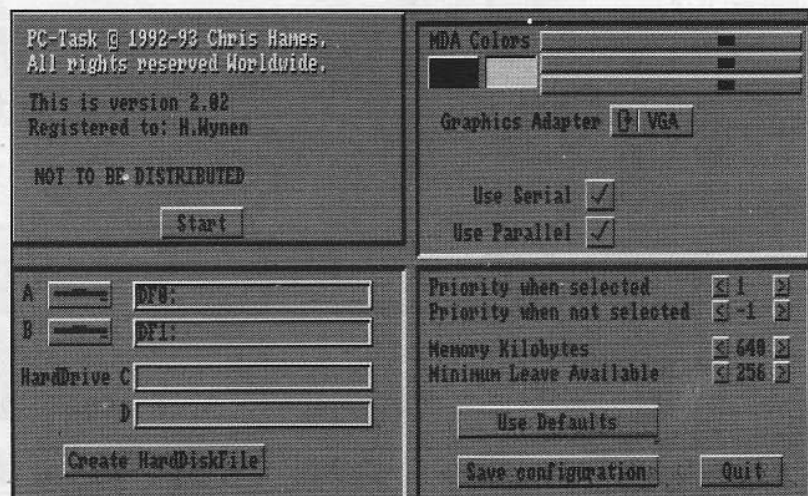 PC-Task © 1992-93 Chris Hames.
All rights reserved Worldwide.
This is version 2.02
Registered to: H.Wynen
NOT TO BE DISTRIBUTED
Start
MDA Colors
Graphics Adapter VGA
Use Serial ✓
Use Parallel ✓
A DF0:
B DF1:
HardDrive C
D
Create HardDiskFile
Priority when selected < 1 >
Priority when not selected < -1 >
Memory Kilobytes < 640 >
Minimum Leave Available < 256 >
Use Defaults
Save configuration
Quit